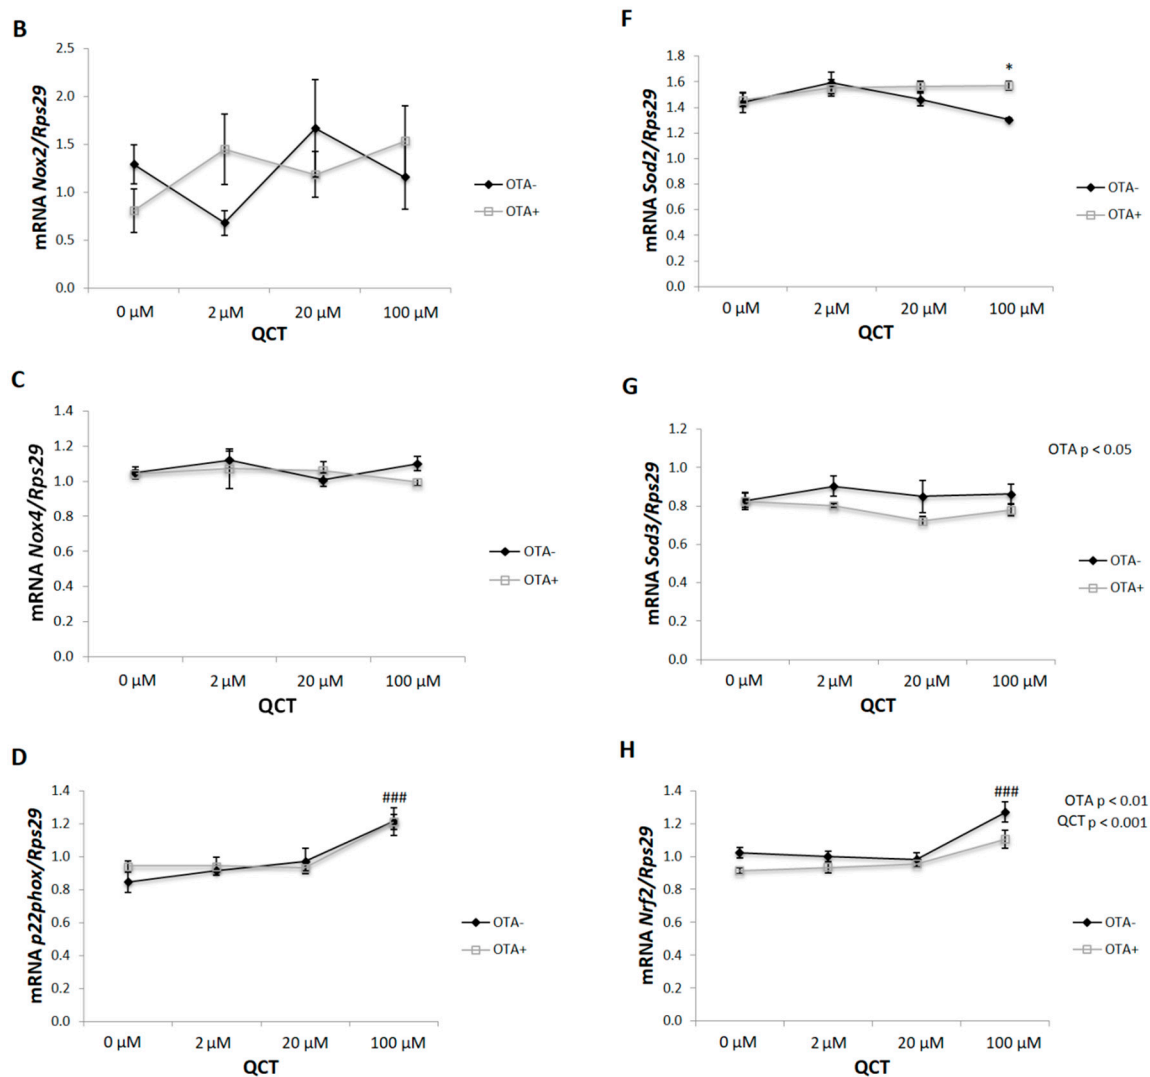 B
mRNA Nox2/Rps29
2.5
2.0
1.5
1.0
0.5
0.0
0 µM 2 µM 20 µM 100 µM
QCT
OTA-
OTA+
F
mRNA Sod2/Rps29
1.8
1.6
1.4
1.2
1.0
0.8
0.6
0.4
0.2
0.0
*
0 µM 2 µM 20 µM 100 µM
QCT
OTA-
OTA+
C
mRNA Nox4/Rps29
1.4
1.2
1.0
0.8
0.6
0.4
0.2
0.0
0 µM 2 µM 20 µM 100 µM
QCT
OTA-
OTA+
G
mRNA Sod3/Rps29
1.2
1.0
0.8
0.6
0.4
0.2
0.0
OTA p < 0.05
0 µM 2 µM 20 µM 100 µM
QCT
OTA-
OTA+
D
mRNA p22phox/Rps29
1.4
1.2
1.0
0.8
0.6
0.4
0.2
0.0
###
0 µM 2 µM 20 µM 100 µM
QCT
OTA-
OTA+
H
mRNA Nrf2/Rps29
1.4
1.2
1.0
0.8
0.6
0.4
0.2
0.0
###
OTA p < 0.01
QCT p < 0.001
0 µM 2 µM 20 µM 100 µM
QCT
OTA-
OTA+